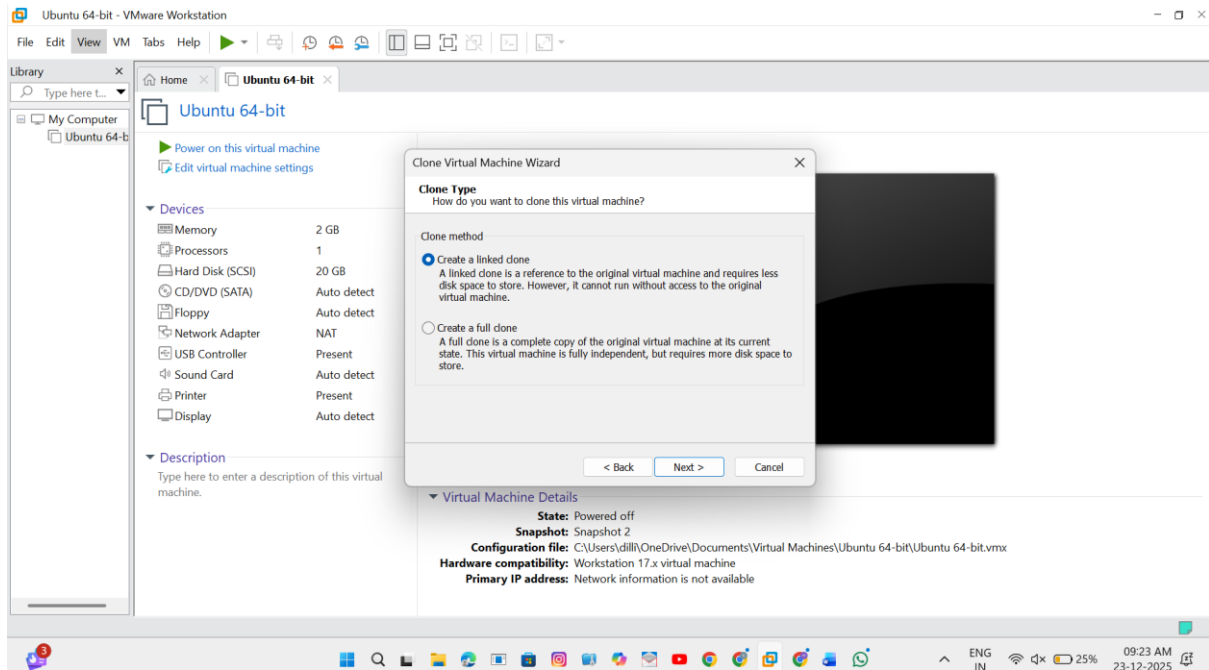 Ubuntu 64-bit - VMware Workstation
File Edit View VM Tabs Help
Library
Type here t...
My Computer
Ubuntu 64-b
Home
Ubuntu 64-bit
Ubuntu 64-bit
Power on this virtual machine
Edit virtual machine settings
Devices
Memory 2 GB
Processors 1
Hard Disk (SCSI) 20 GB
CD/DVD (SATA) Auto detect
Floppy Auto detect
Network Adapter NAT
USB Controller Present
Sound Card Auto detect
Printer Present
Display Auto detect
Description
Type here to enter a description of this virtual
machine.
Clone Virtual Machine Wizard
Clone Type
How do you want to clone this virtual machine?
Clone method
Create a linked clone
A linked clone is a reference to the original virtual machine and requires less
disk space to store. However, it cannot run without access to the original
virtual machine.
Create a full clone
A full clone is a complete copy of the original virtual machine at its current
state. This virtual machine is fully independent, but requires more disk space to
store.
< Back Next > Cancel
Virtual Machine Details
State: Powered off
Snapshot: Snapshot 2
Configuration file: C:\Users\dilli\OneDrive\Documents\Virtual Machines\Ubuntu 64-bit\Ubuntu 64-bit.vmx
Hardware compatibility: Workstation 17.x virtual machine
Primary IP address: Network information is not available
3
ENG
IN
25%
09:23 AM
23-12-2025